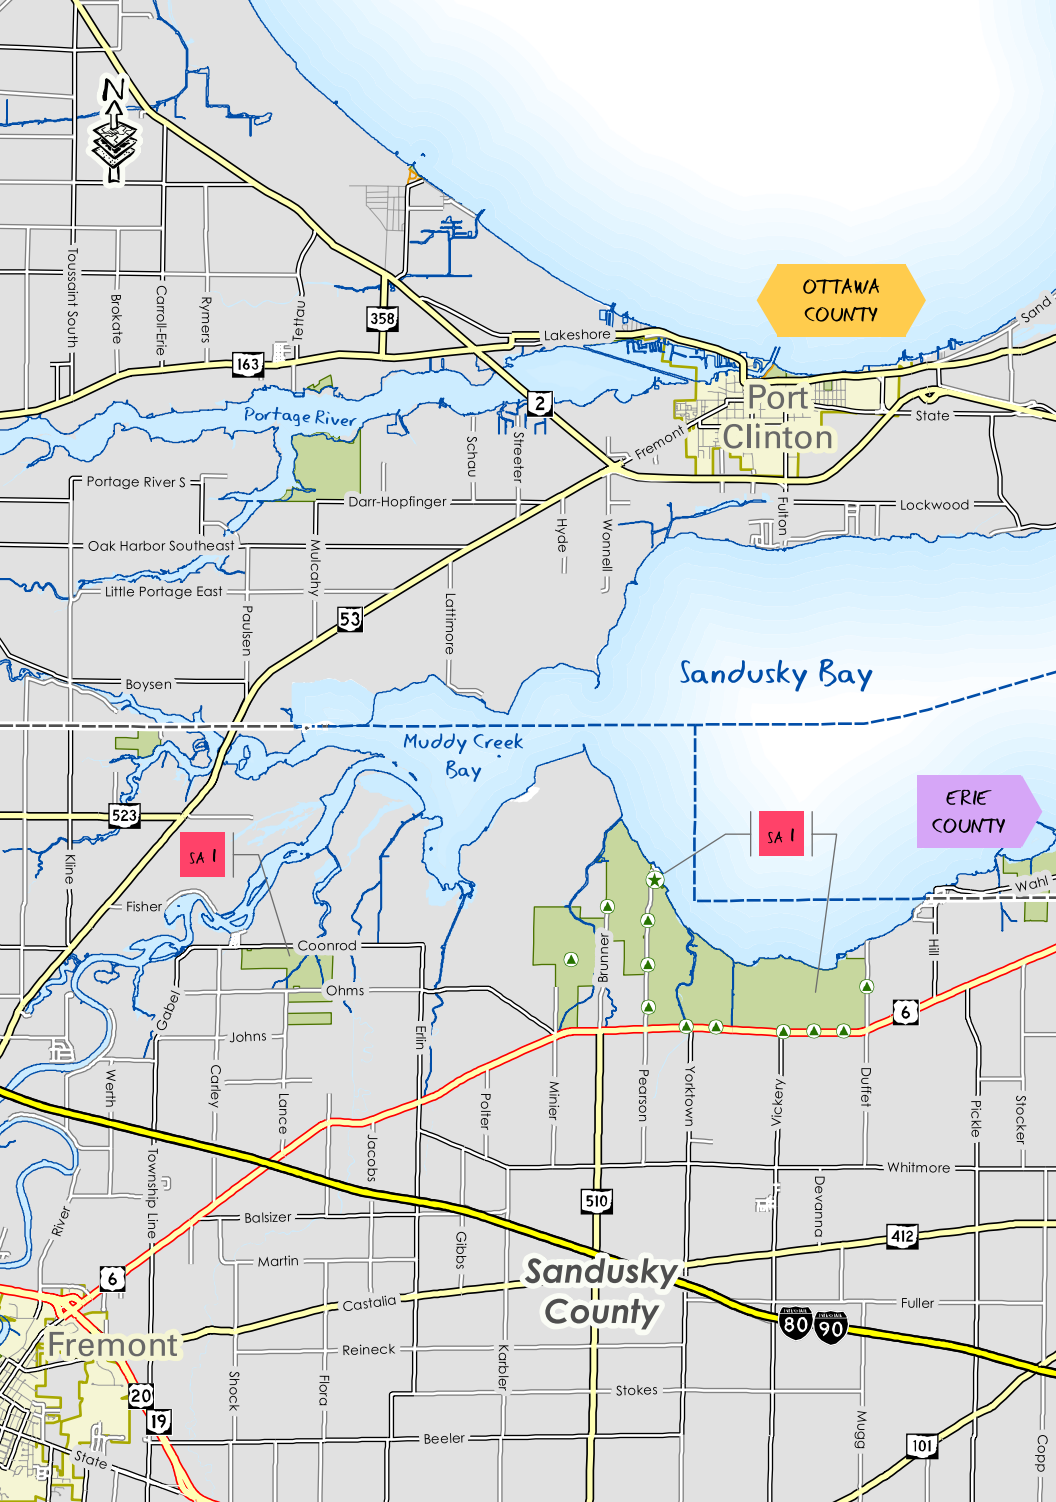 N
Toussaint South
Brokate
Carroll-Erie
Rymers
Tettau
358
163
Lakeshore
OTTAWA
COUNTY
Sand
Portage River
2
Port
Clinton
State
Fremont
Schau
Streeter
Portage River S
Darr-Hopfinger
Lockwood
Fulton
Hyde
Wonnell
Oak Harbor Southeast
Mulcahy
Little Portage East
Paulsen
53
Lattimore
Boysen
Sandusky Bay
Muddy Creek
Bay
523
ERIE
COUNTY
SA 1
SA 1
Kline
Fisher
Wahl
Coonrod
Brunner
Hill
Ohms
Gabel
6
Johns
Erlin
Werth
Carley
Lance
Polter
Minier
Pearson
Yorktown
Vickery
Duffet
Pickle
Stocker
Jacobs
Township Line
Whitmore
River
Balsizer
510
Devanna
412
Gibbs
Martin
6
Sandusky
County
Castalia
Fuller
80
90
Fremont
Reineck
Karbler
Shock
Flora
Stokes
20
19
Mugg
Beeler
101
State
Copp